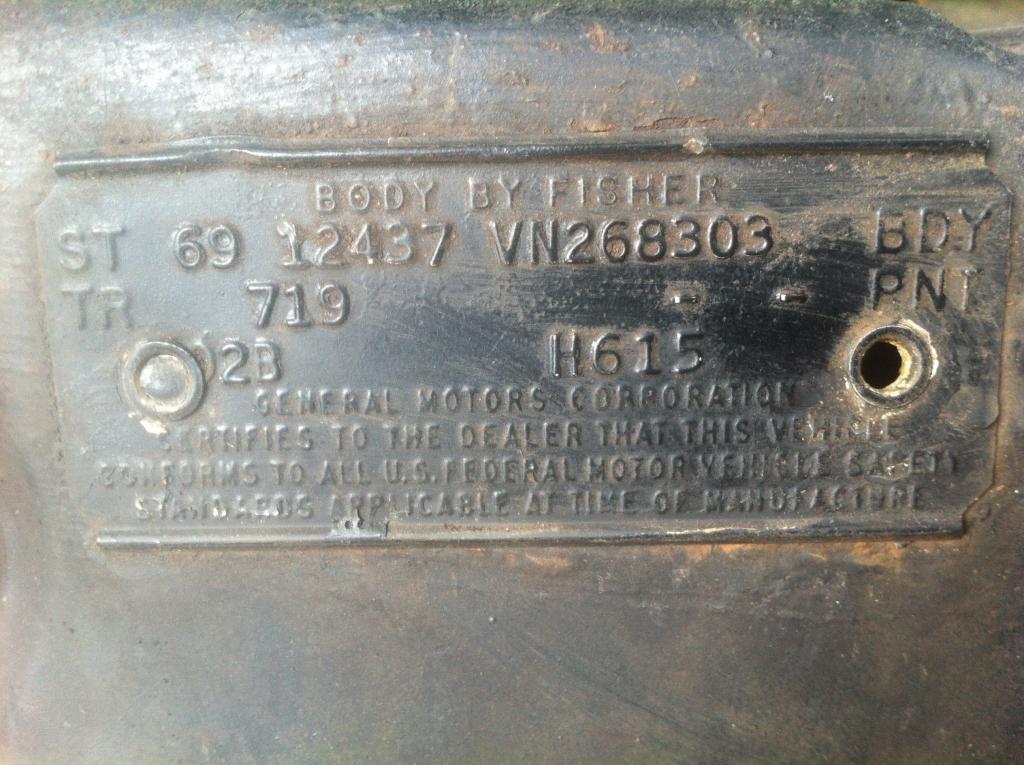 BODY BY FISHER
ST 69 12437 VN268303 BDY
TR 719 - - PNT
02B H615
GENERAL MOTORS CORPORATION
CERTIFIES TO THE DEALER THAT THIS VEHICLE
CONFORMS TO ALL U.S. FEDERAL MOTOR VEHICLE SAFETY
STANDARDS APPLICABLE AT TIME OF MANUFACTURE